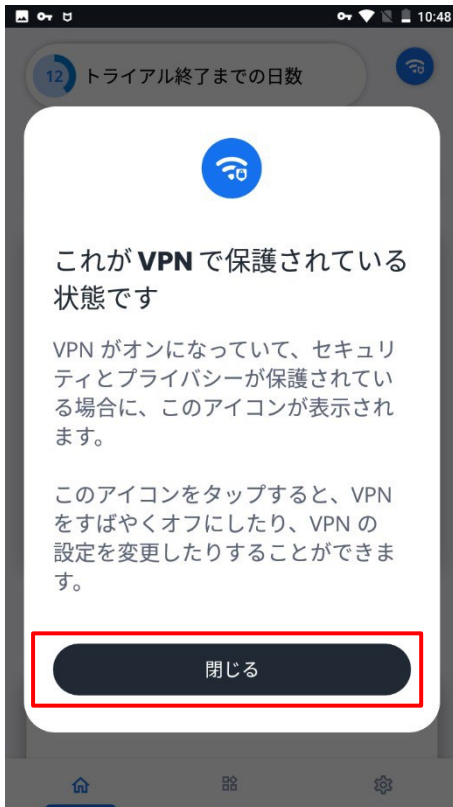 10:48
12 トライアル終了までの日数
これが VPN で保護されている
状態です
VPN がオンになっていて、セキュリ
ティとプライバシーが保護されてい
る場合に、このアイコンが表示され
ます。
このアイコンをタップすると、VPN
をすばやくオフにしたり、VPN の
設定を変更したりすることができま
す。
閉じる